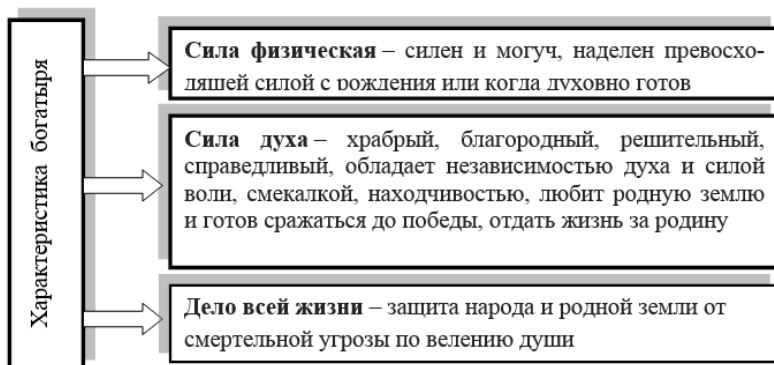 Характеристика богатыря
Сила физическая – силен и могуч, наделен превосхо-
дящей силой с рождения или когда духовно готов
Сила духа – храбрый, благородный, решительный,
справедливый, обладает независимостью духа и силой
воли, смекалкой, находчивостью, любит родную землю
и готов сражаться до победы, отдать жизнь за родину
Дело всей жизни – защита народа и родной земли от
смертельной угрозы по велению души